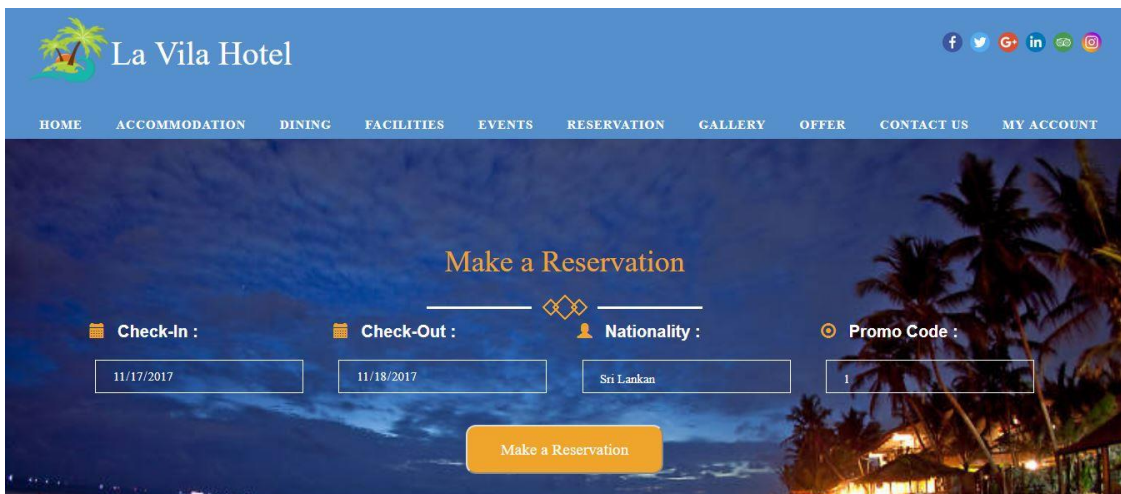 La Vila Hotel
HOME ACCOMMODATION DINING FACILITIES EVENTS RESERVATION GALLERY OFFER CONTACT US MY ACCOUNT
Make a Reservation
Check-In : Check-Out : Nationality : Promo Code :
11/17/2017 11/18/2017 Sri Lankan 1
Make a Reservation